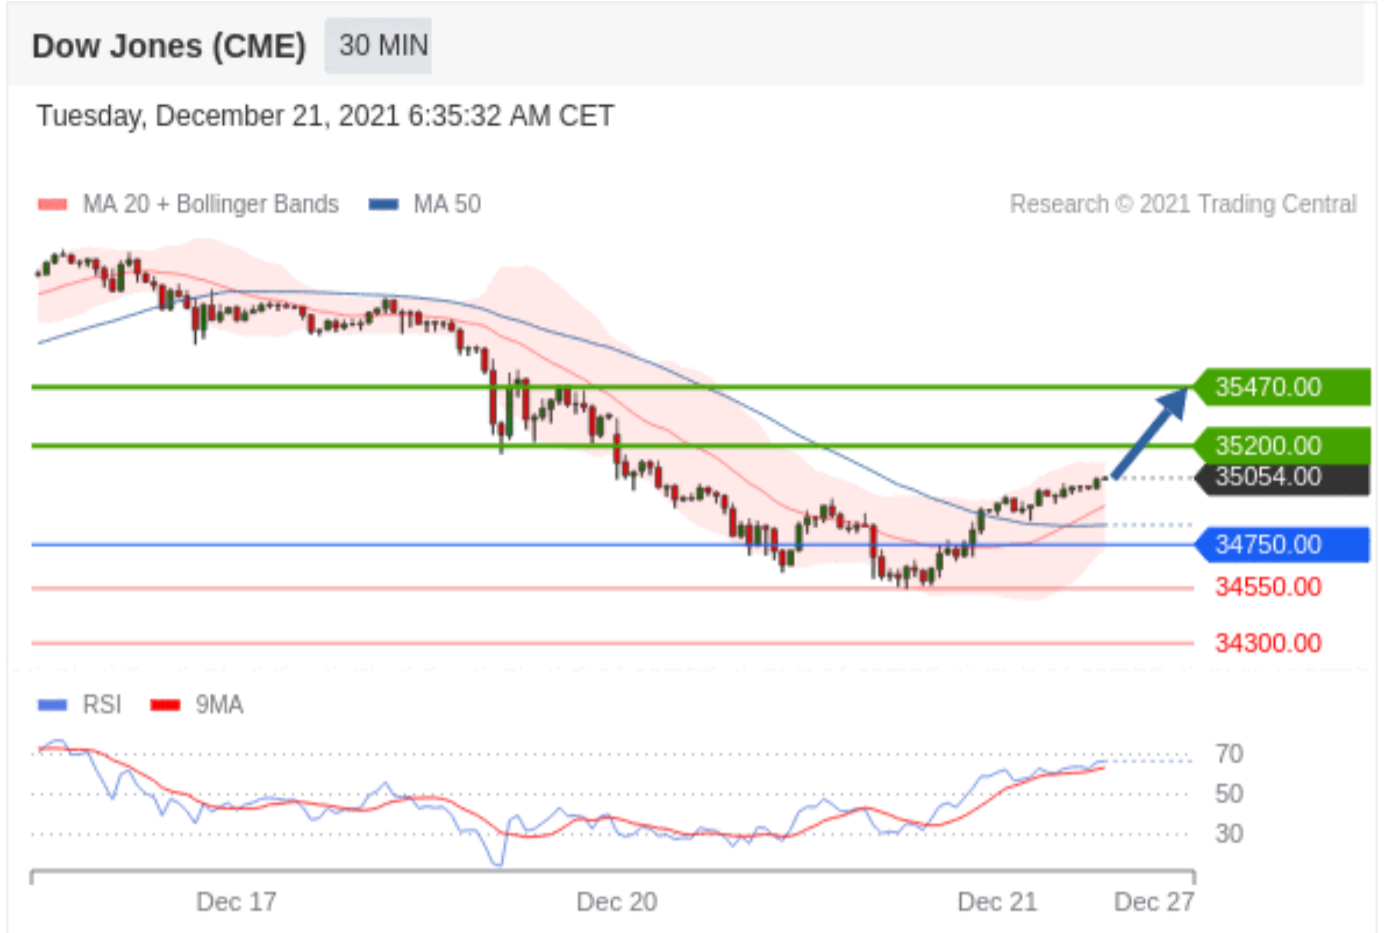 Dow Jones (CME) 30 MIN
Tuesday, December 21, 2021 6:35:32 AM CET
MA 20 + Bollinger Bands MA 50 Research © 2021 Trading Central
35470.00
35200.00
35054.00
34750.00
34550.00
34300.00
RSI 9MA
70
50
30
Dec 17 Dec 20 Dec 21 Dec 27